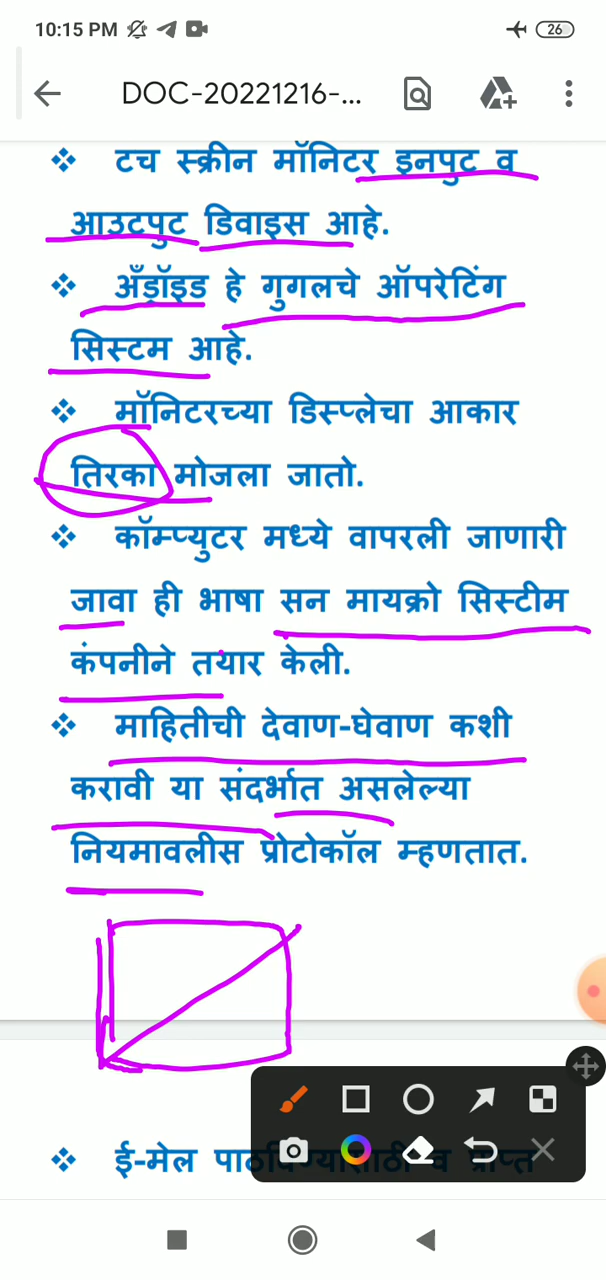 10:15 PM
26
DOC-20221216-...
❖ टच स्क्रीन मॉनिटर इनपुट व
आउटपुट डिवाइस आहे.
❖ अँड्रॉइड हे गुगलचे ऑपरेटिंग
सिस्टम आहे.
❖ मॉनिटरच्या डिस्प्लेचा आकार
तिरका मोजला जातो.
❖ कॉम्प्युटर मध्ये वापरली जाणारी
जावा ही भाषा सन मायक्रो सिस्टीम
कंपनीने तयार केली.
❖ माहितीची देवाण-घेवाण कशी
करावी या संदर्भात असलेल्या
नियमावलीस प्रोटोकॉल म्हणतात.
❖ ई-मेल पाठविण्यासाठी व प्राप्त